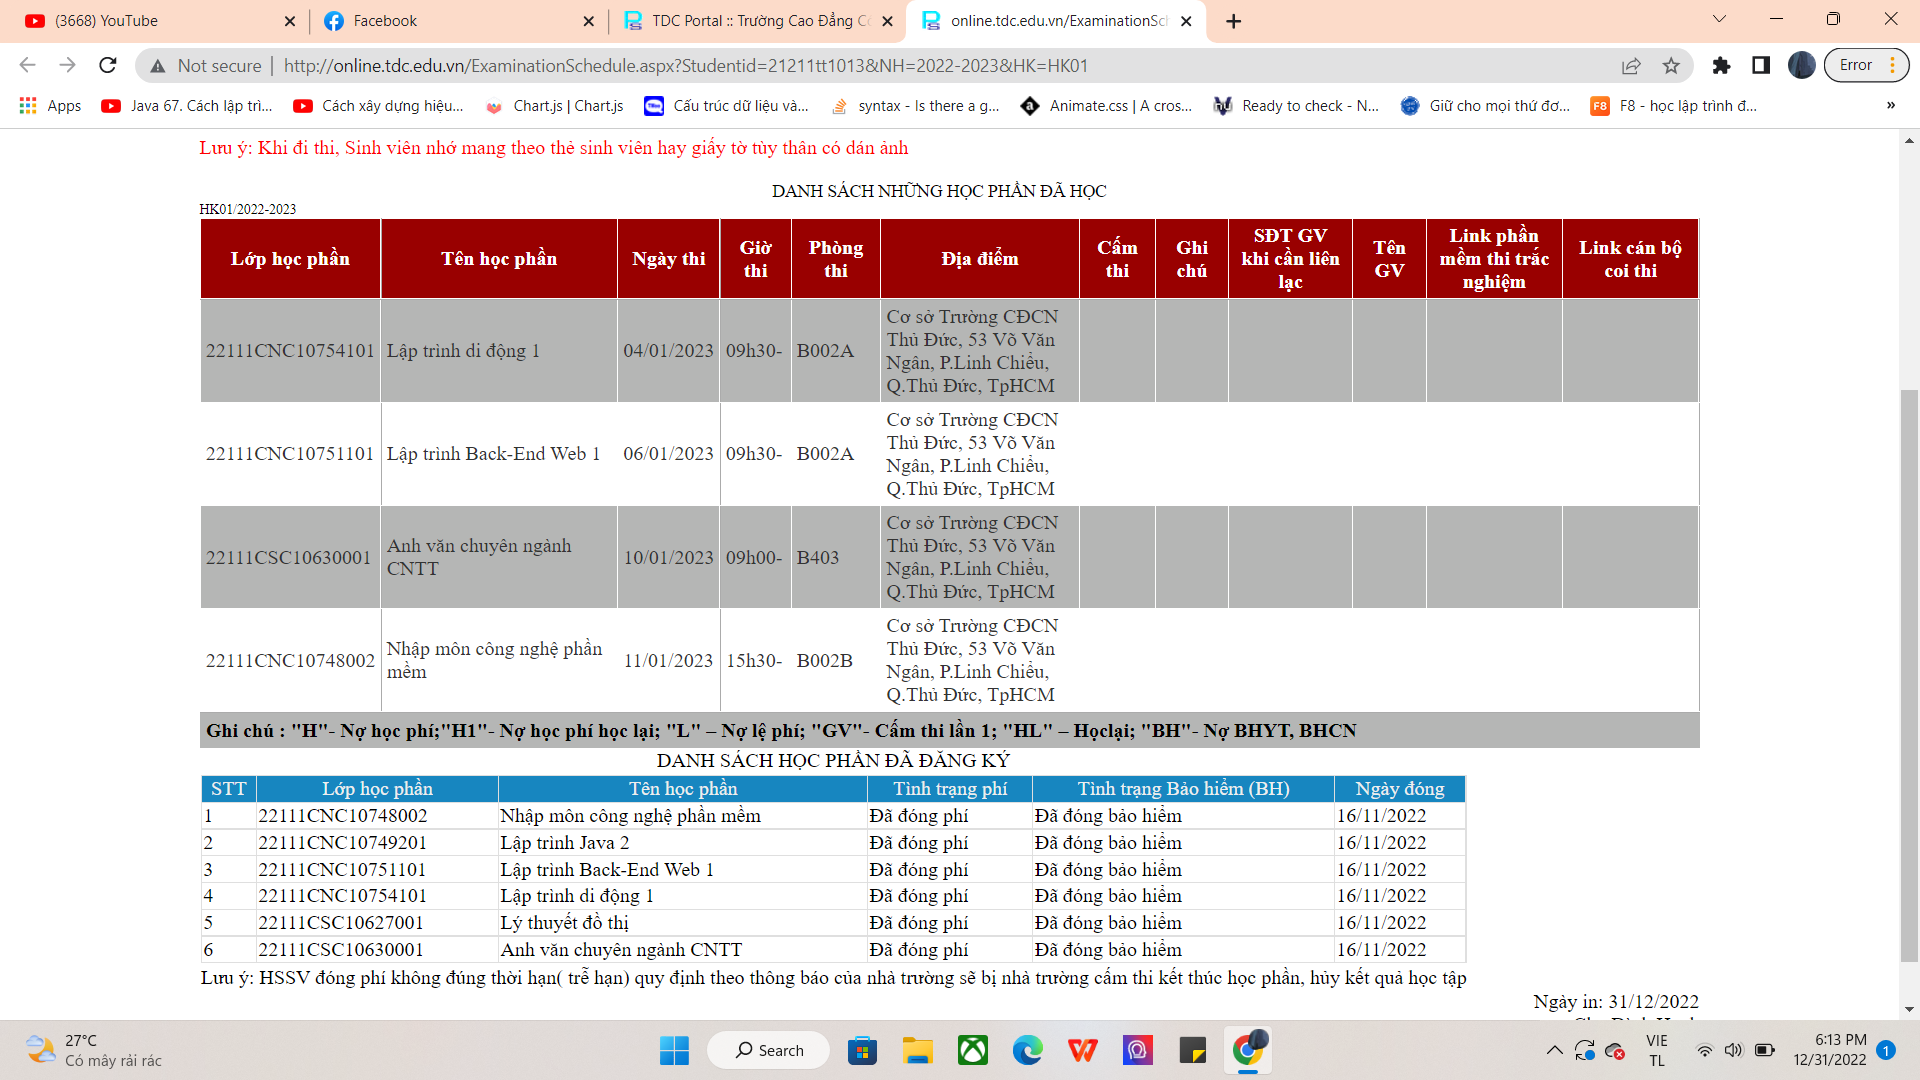 (3668) YouTube
Facebook
TDC Portal :: Trường Cao Đẳng Cô
online.tdc.edu.vn/ExaminationSch
Not secure
http://online.tdc.edu.vn/ExaminationSchedule.aspx?Studentid=21211tt1013&NH=2022-2023&HK=HK01
Error
Apps
Java 67. Cách lập trì...
Cách xây dựng hiệu...
Chart.js | Chart.js
Cấu trúc dữ liệu và...
syntax - Is there a g...
Animate.css | A cros...
Ready to check - N...
Giữ cho mọi thứ đơ...
F8 - học lập trình đ...
»
Lưu ý: Khi đi thi, Sinh viên nhớ mang theo thẻ sinh viên hay giấy tờ tùy thân có dán ảnh
DANH SÁCH NHỮNG HỌC PHẦN ĐÃ HỌC
HK01/2022-2023
Lớp học phần
Tên học phần
Ngày thi
Giờ
thi
Phòng
thi
Địa điểm
Cấm
thi
Ghi
chú
SĐT GV
khi cần liên
lạc
Tên
GV
Link phần
mềm thi trắc
nghiệm
Link cán bộ
coi thi
22111CNC10754101
Lập trình di động 1
04/01/2023
09h30-
B002A
Cơ sở Trường CĐCN
Thủ Đức, 53 Võ Văn
Ngân, P.Linh Chiểu,
Q.Thủ Đức, TpHCM
22111CNC10751101
Lập trình Back-End Web 1
06/01/2023
09h30-
B002A
Cơ sở Trường CĐCN
Thủ Đức, 53 Võ Văn
Ngân, P.Linh Chiểu,
Q.Thủ Đức, TpHCM
22111CSC10630001
Anh văn chuyên ngành
CNTT
10/01/2023
09h00-
B403
Cơ sở Trường CĐCN
Thủ Đức, 53 Võ Văn
Ngân, P.Linh Chiểu,
Q.Thủ Đức, TpHCM
22111CNC10748002
Nhập môn công nghệ phần
mềm
11/01/2023
15h30-
B002B
Cơ sở Trường CĐCN
Thủ Đức, 53 Võ Văn
Ngân, P.Linh Chiểu,
Q.Thủ Đức, TpHCM
Ghi chú : "H"- Nợ học phí;"H1"- Nợ học phí học lại; "L" – Nợ lệ phí; "GV"- Cấm thi lần 1; "HL" – Họclại; "BH"- Nợ BHYT, BHCN
DANH SÁCH HỌC PHẦN ĐÃ ĐĂNG KÝ
STT Lớp học phần Tên học phần Tình trạng phí Tình trạng Bảo hiểm (BH) Ngày đóng
1 22111CNC10748002 Nhập môn công nghệ phần mềm Đã đóng phí Đã đóng bảo hiểm 16/11/2022
2 22111CNC10749201 Lập trình Java 2 Đã đóng phí Đã đóng bảo hiểm 16/11/2022
3 22111CNC10751101 Lập trình Back-End Web 1 Đã đóng phí Đã đóng bảo hiểm 16/11/2022
4 22111CNC10754101 Lập trình di động 1 Đã đóng phí Đã đóng bảo hiểm 16/11/2022
5 22111CSC10627001 Lý thuyết đồ thị Đã đóng phí Đã đóng bảo hiểm 16/11/2022
6 22111CSC10630001 Anh văn chuyên ngành CNTT Đã đóng phí Đã đóng bảo hiểm 16/11/2022
Lưu ý: HSSV đóng phí không đúng thời hạn( trễ hạn) quy định theo thông báo của nhà trường sẽ bị nhà trường cấm thi kết thúc học phần, hủy kết quả học tập
Ngày in: 31/12/2022
27°C
Có mây rải rác
Search
VIE
TL
6:13 PM
12/31/2022
1